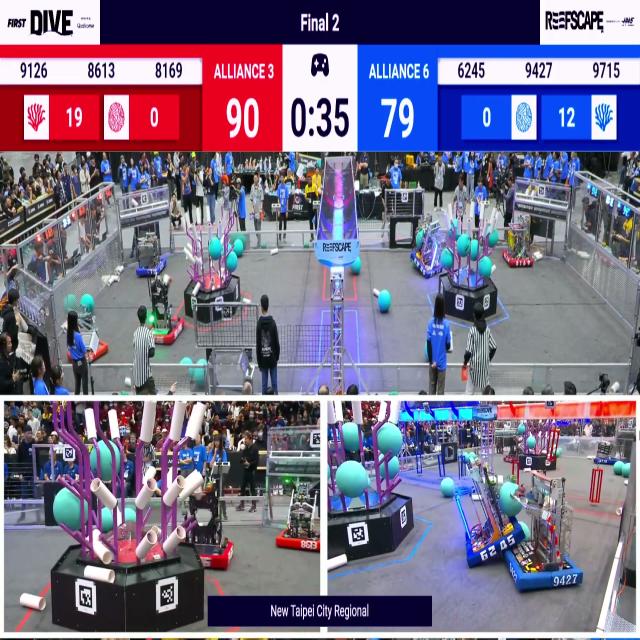 FIRST DIVE
Final 2
REEFSCAPE
9126 8613 8169
ALLIANCE 3
ALLIANCE 6
6245 9427 9715
19 0
90
0:35
79
0 12
REEFSCAPE
8613
6245
9427
New Taipei City Regional